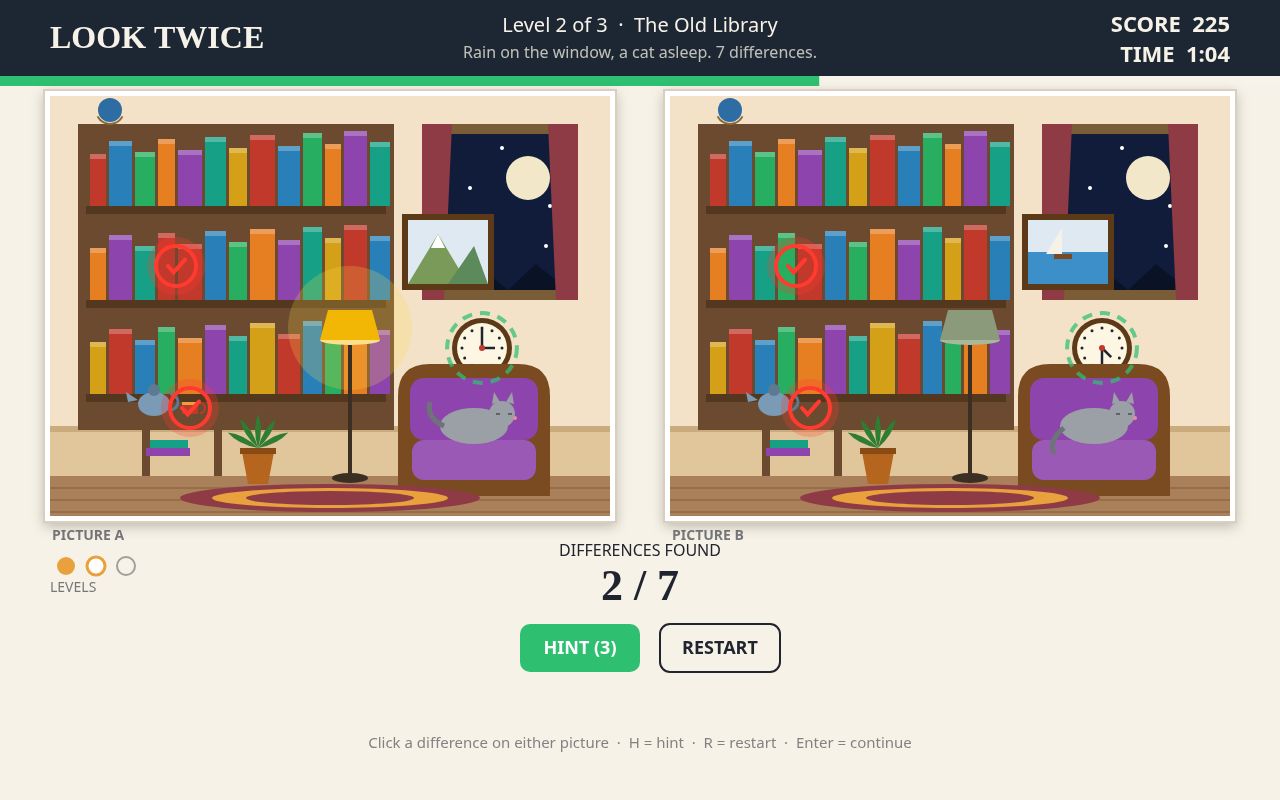 LOOK TWICE
Level 2 of 3 · The Old Library
Rain on the window, a cat asleep. 7 differences.
SCORE 225
TIME 1:04
PICTURE A
PICTURE B
LEVELS
DIFFERENCES FOUND
2 / 7
HINT (3)
RESTART
Click a difference on either picture · H = hint · R = restart · Enter = continue